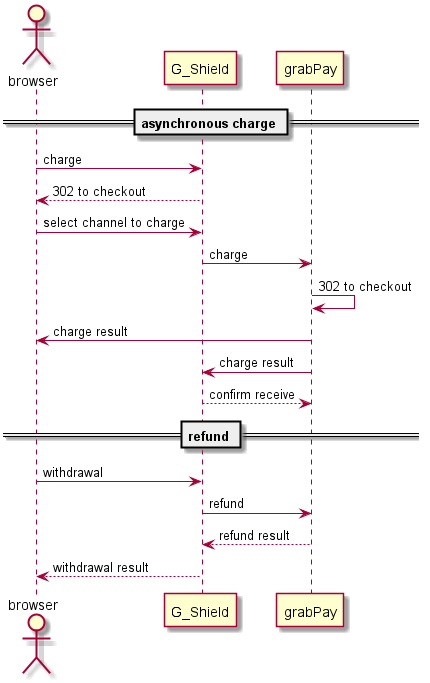 browser
G_Shield
grabPay
asynchronous charge
charge
302 to checkout
select channel to charge
charge
302 to checkout
charge result
charge result
confirm receive
refund
withdrawal
refund
refund result
withdrawal result
browser
G_Shield
grabPay